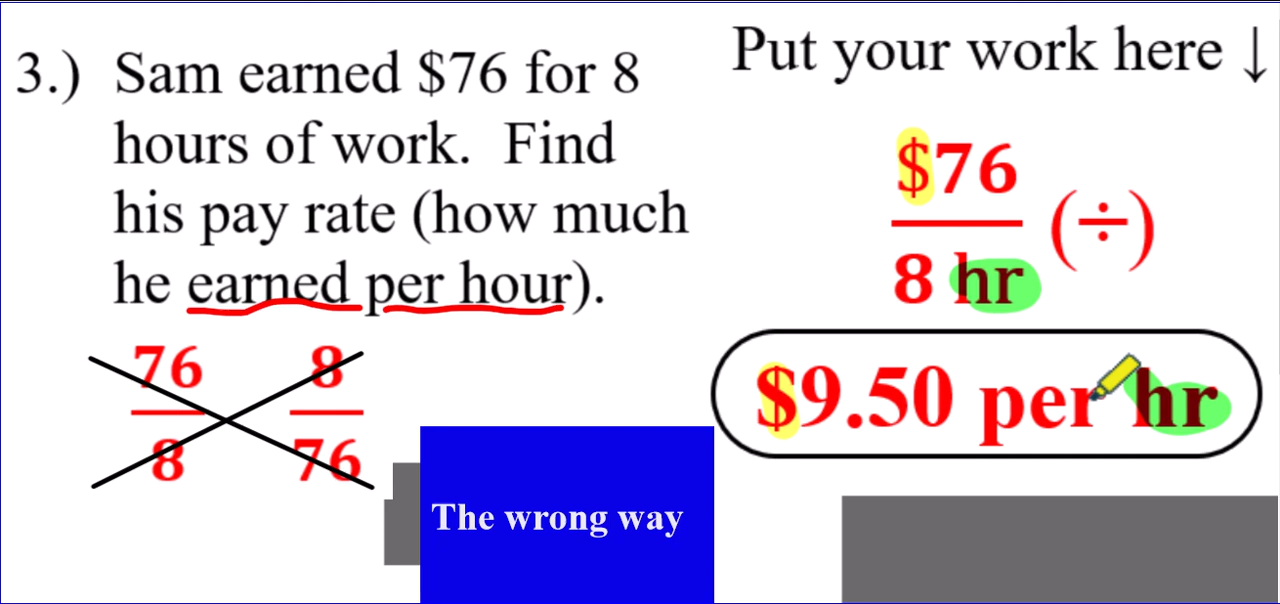 3.) Sam earned $76 for 8
hours of work. Find
his pay rate (how much
he earned per hour).
76 8
8 76
The wrong way
Put your work here ↓
$76
8 hr
(÷)
$9.50 per hr